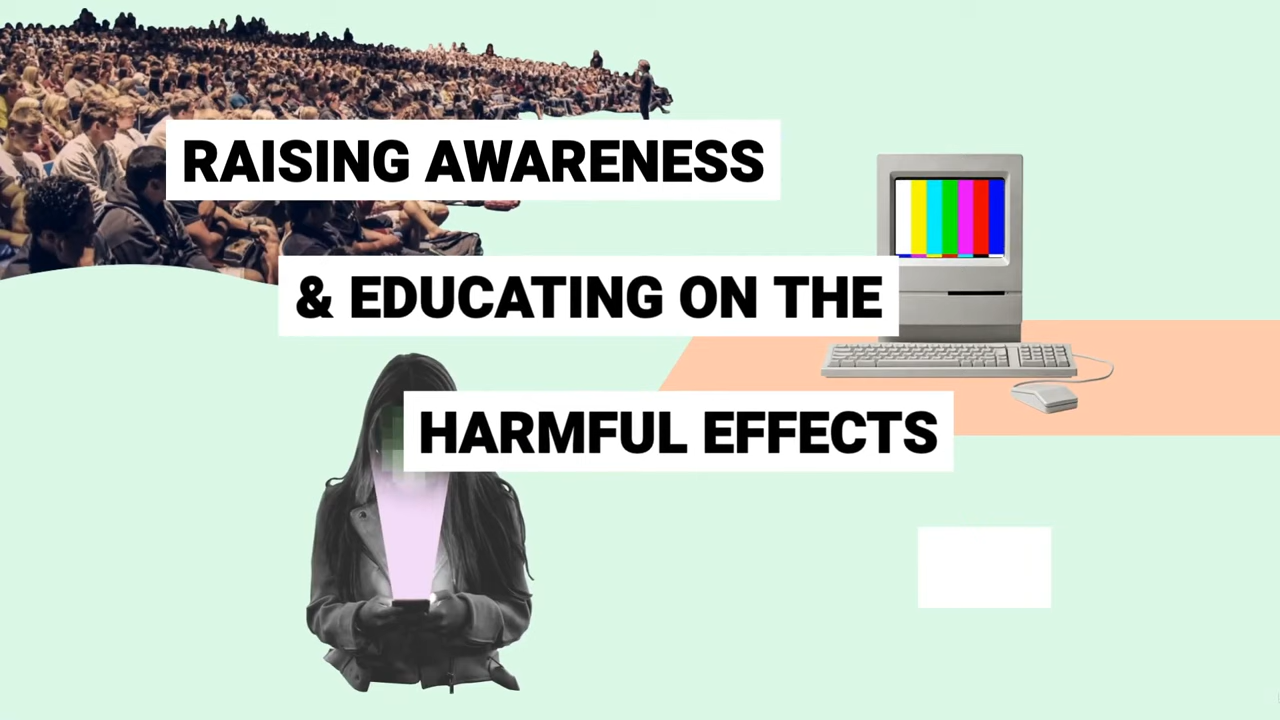 RAISING AWARENESS
& EDUCATING ON THE
HARMFUL EFFECTS